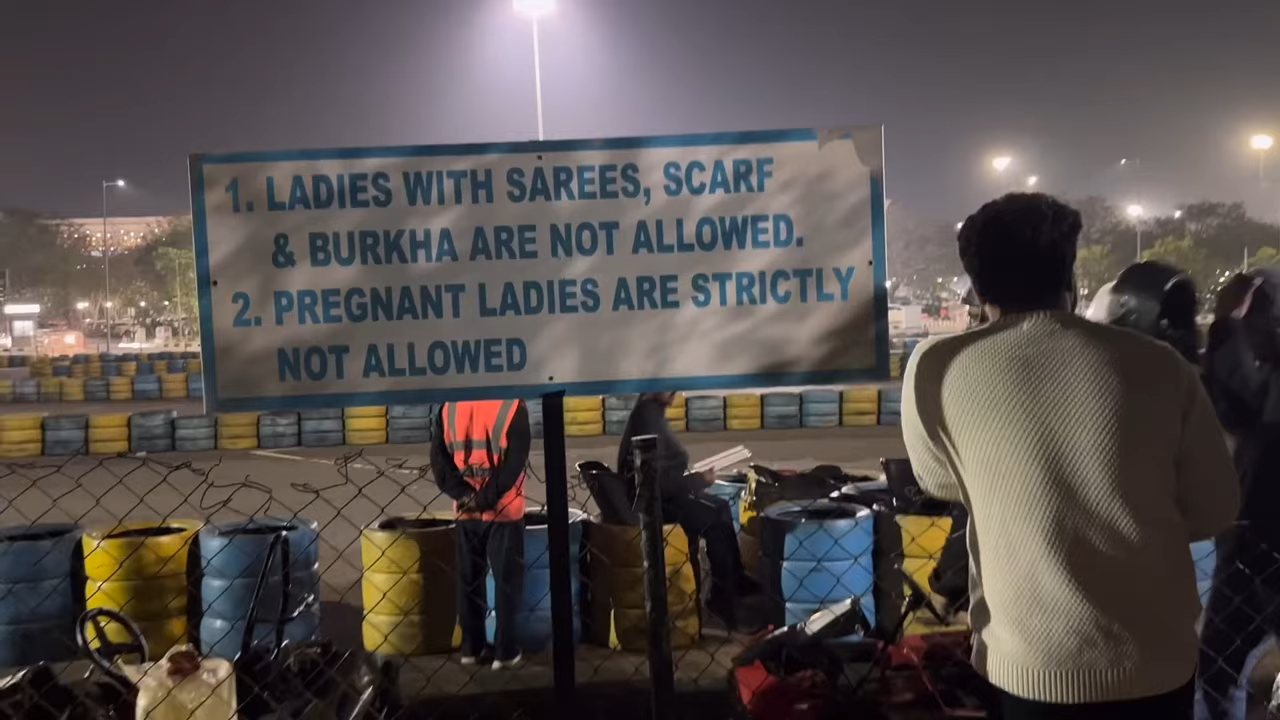 1. LADIES WITH SAREES, SCARF
& BURKHA ARE NOT ALLOWED.
2. PREGNANT LADIES ARE STRICTLY
NOT ALLOWED